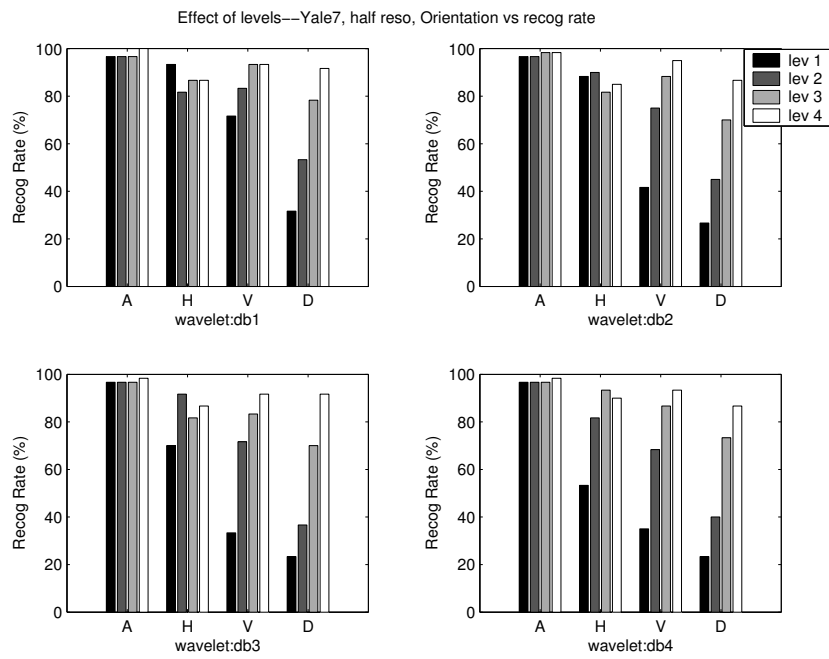 Effect of levels--Yale7, half reso, Orientation vs recog rate
100
80
60
40
20
0
Recog Rate (%)
A H V D
wavelet:db1
100
80
60
40
20
0
Recog Rate (%)
A H V D
wavelet:db2
lev 1
lev 2
lev 3
lev 4
100
80
60
40
20
0
Recog Rate (%)
A H V D
wavelet:db3
100
80
60
40
20
0
Recog Rate (%)
A H V D
wavelet:db4